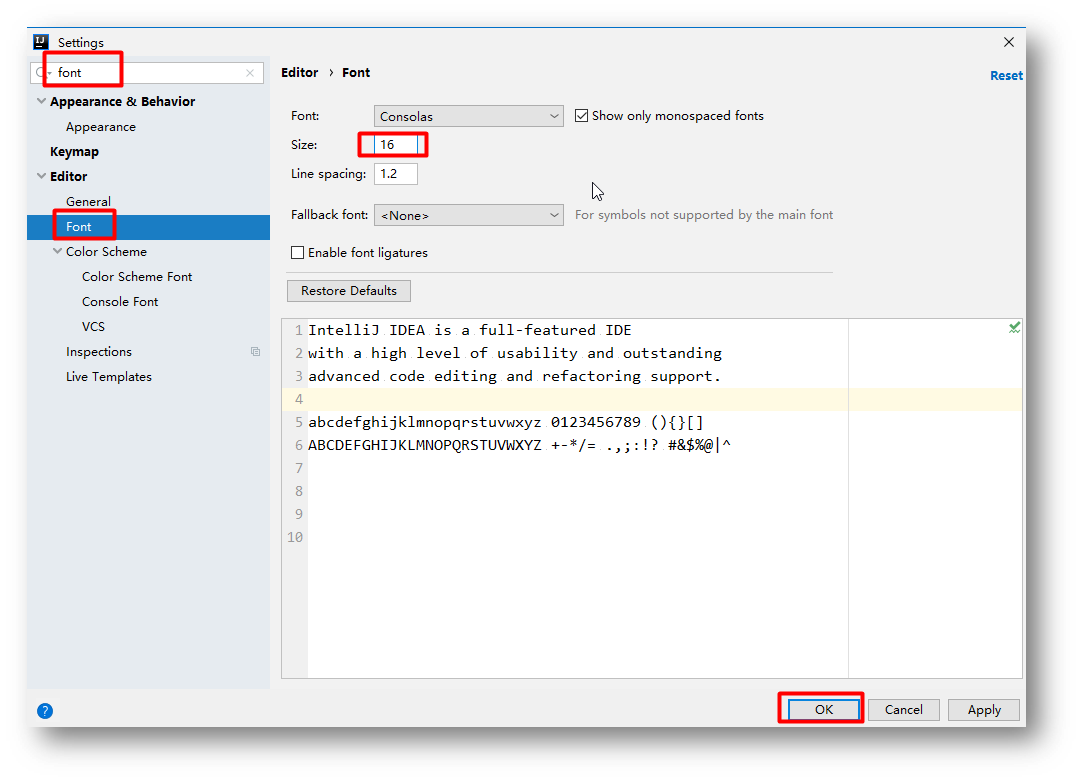 IJ Settings
font
Appearance & Behavior
Appearance
Keymap
Editor
General
Font
Color Scheme
Color Scheme Font
Console Font
VCS
Inspections
Live Templates
Editor › Font
Reset
Font: Consolas Show only monospaced fonts
Size: 16
Line spacing: 1.2
Fallback font: <None> For symbols not supported by the main font
Enable font ligatures
Restore Defaults
1 IntelliJ IDEA is a full-featured IDE
2 with a high level of usability and outstanding
3 advanced code editing and refactoring support.
4
5 abcdefghijklmnopqrstuvwxyz 0123456789 (){}[]
6 ABCDEFGHIJKLMNOPQRSTUVWXYZ +-*/= .,;:!? #&$%@|^
7
8
9
10
? OK Cancel Apply